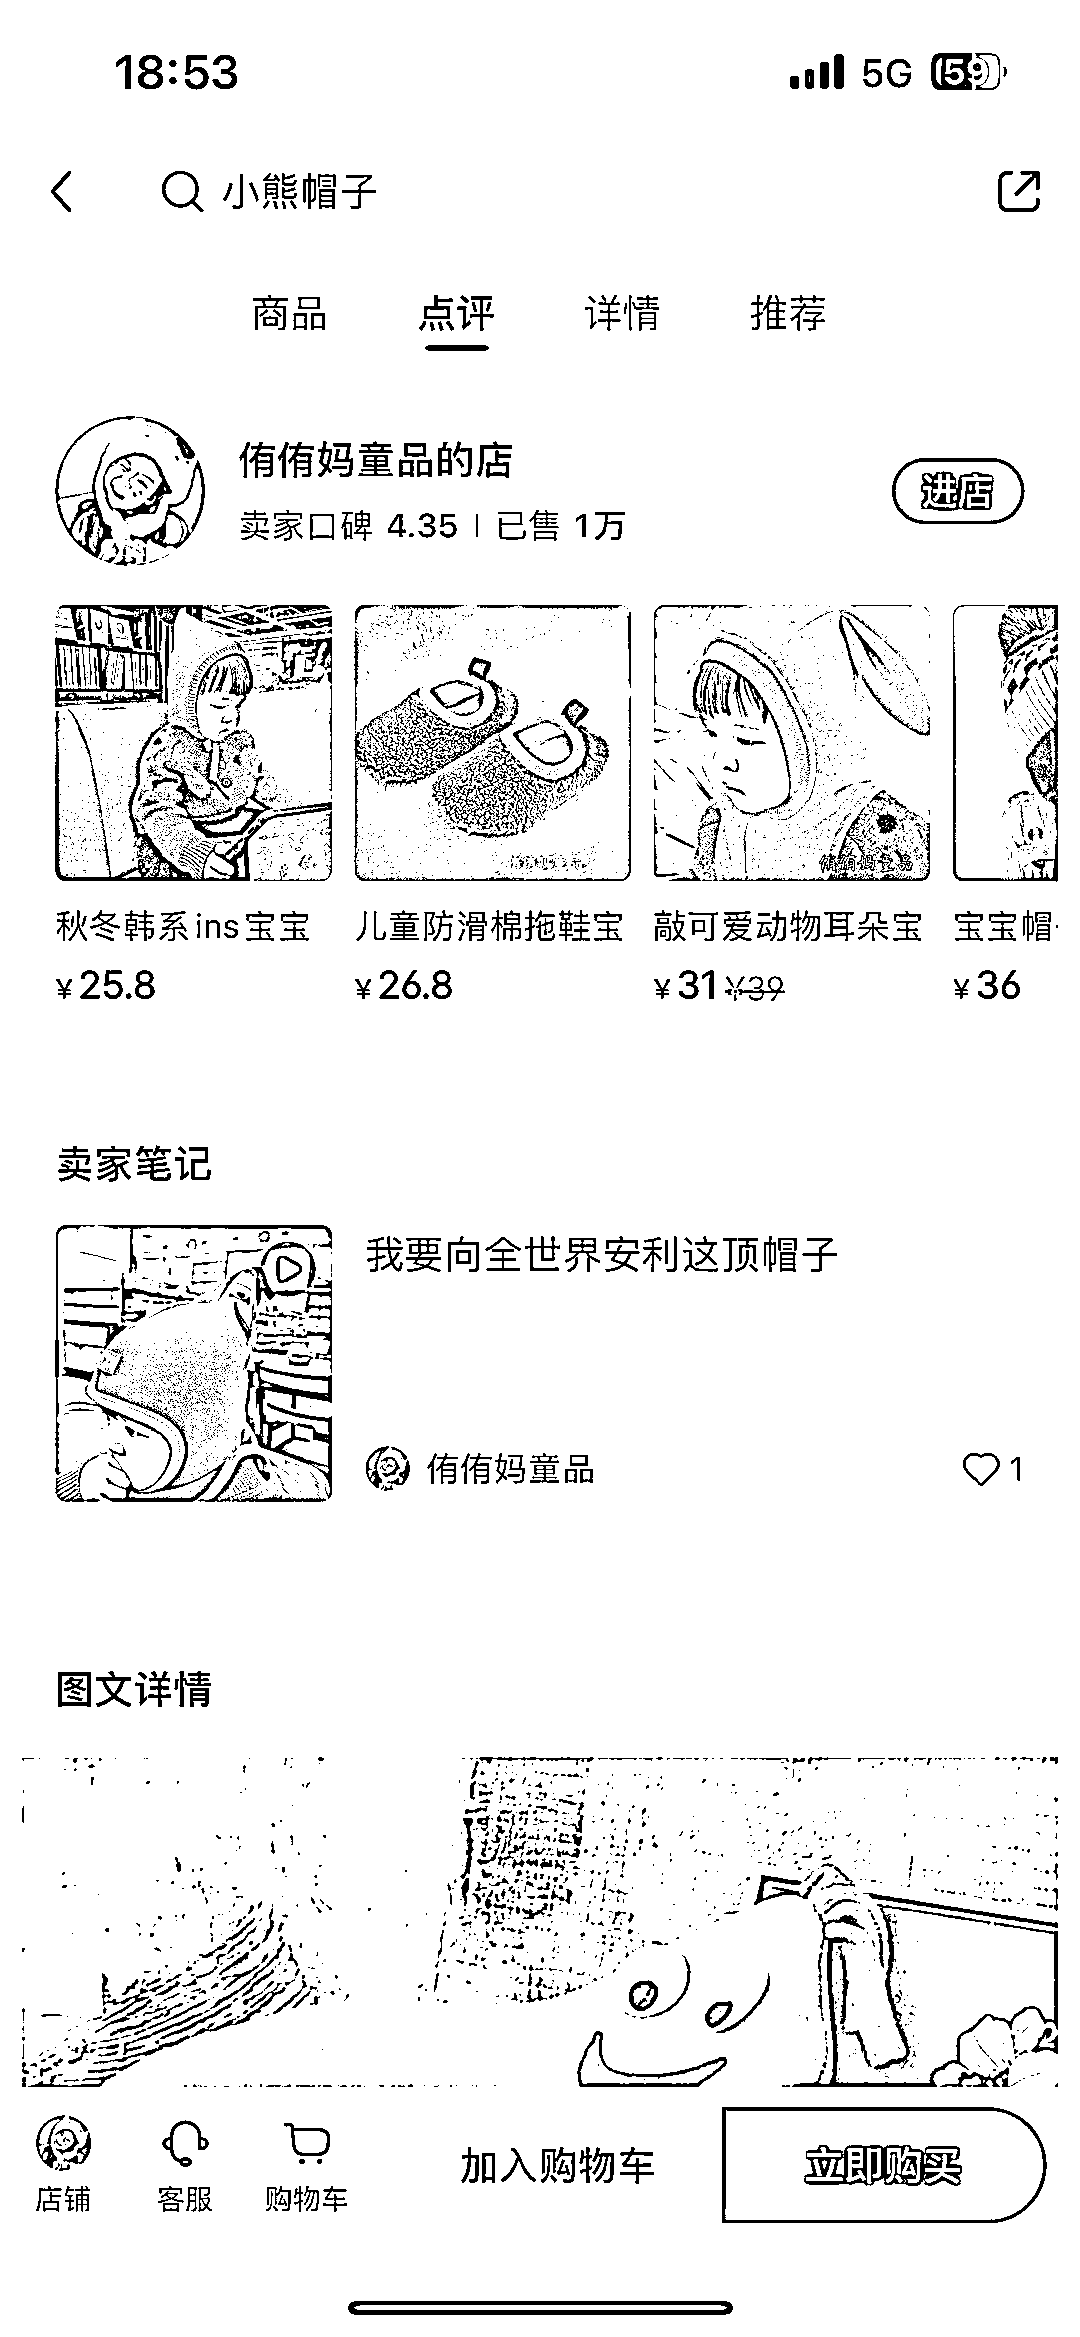 18:53
5G 59
小熊帽子
商品 点评 详情 推荐
侑侑妈童品的店
卖家口碑 4.35 | 已售 1万
进店
秋冬韩系ins宝宝 儿童防滑棉拖鞋宝 敲可爱动物耳朵宝 宝宝帽
¥25.8 ¥26.8 ¥31 ¥39 ¥36
卖家笔记
我要向全世界安利这顶帽子
侑侑妈童品 1
图文详情
加入购物车 立即购买
店铺 客服 购物车